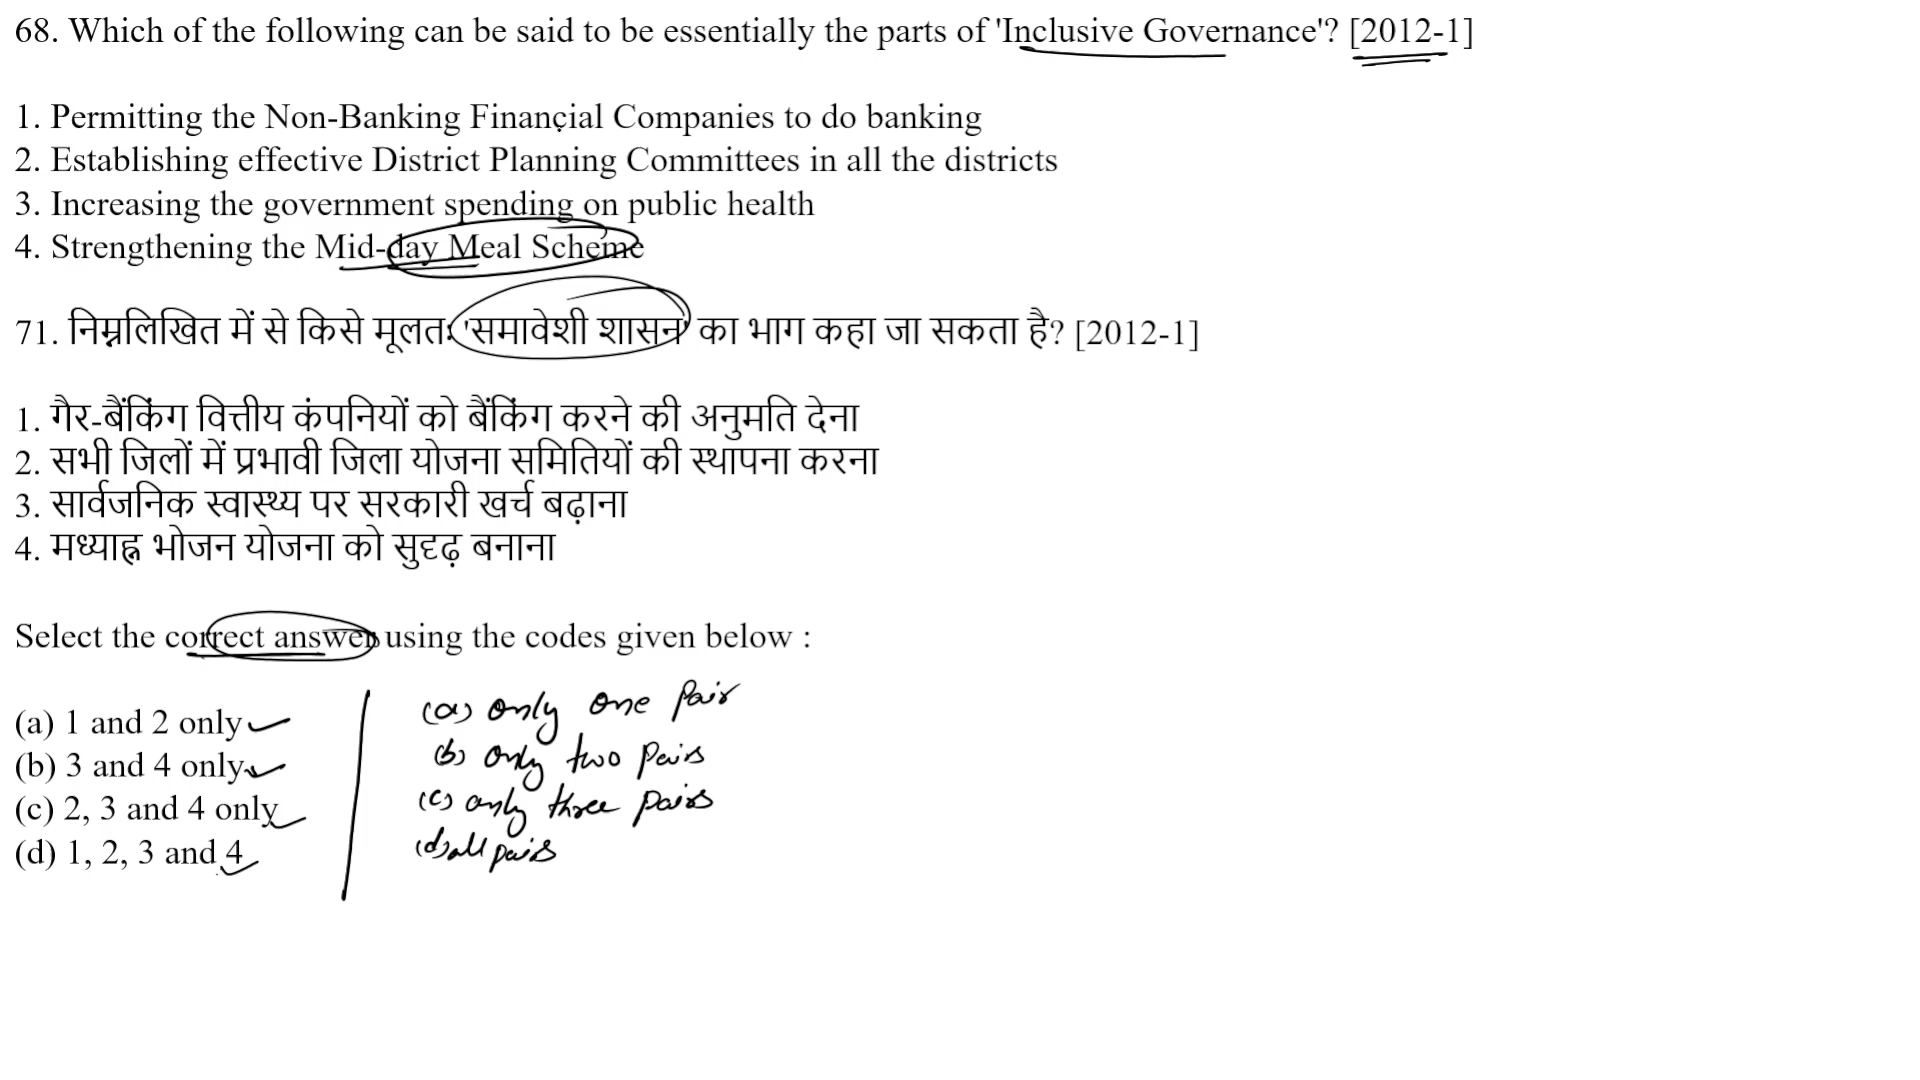 68. Which of the following can be said to be essentially the parts of 'Inclusive Governance'? [2012-1]
1. Permitting the Non-Banking Financial Companies to do banking
2. Establishing effective District Planning Committees in all the districts
3. Increasing the government spending on public health
4. Strengthening the Mid-day Meal Scheme
71. निम्नलिखित में से किसे मूलतः 'समावेशी शासन' का भाग कहा जा सकता है? [2012-1]
1. गैर-बैंकिंग वित्तीय कंपनियों को बैंकिंग करने की अनुमति देना
2. सभी जिलों में प्रभावी जिला योजना समितियों की स्थापना करना
3. सार्वजनिक स्वास्थ्य पर सरकारी खर्च बढ़ाना
4. मध्याह्न भोजन योजना को सुदृढ़ बनाना
Select the correct answer using the codes given below :
(a) 1 and 2 only
(b) 3 and 4 only
(c) 2, 3 and 4 only
(d) 1, 2, 3 and 4
(a) only one Pair
(b) only two Pairs
(c) only three pairs
(d) all pairs